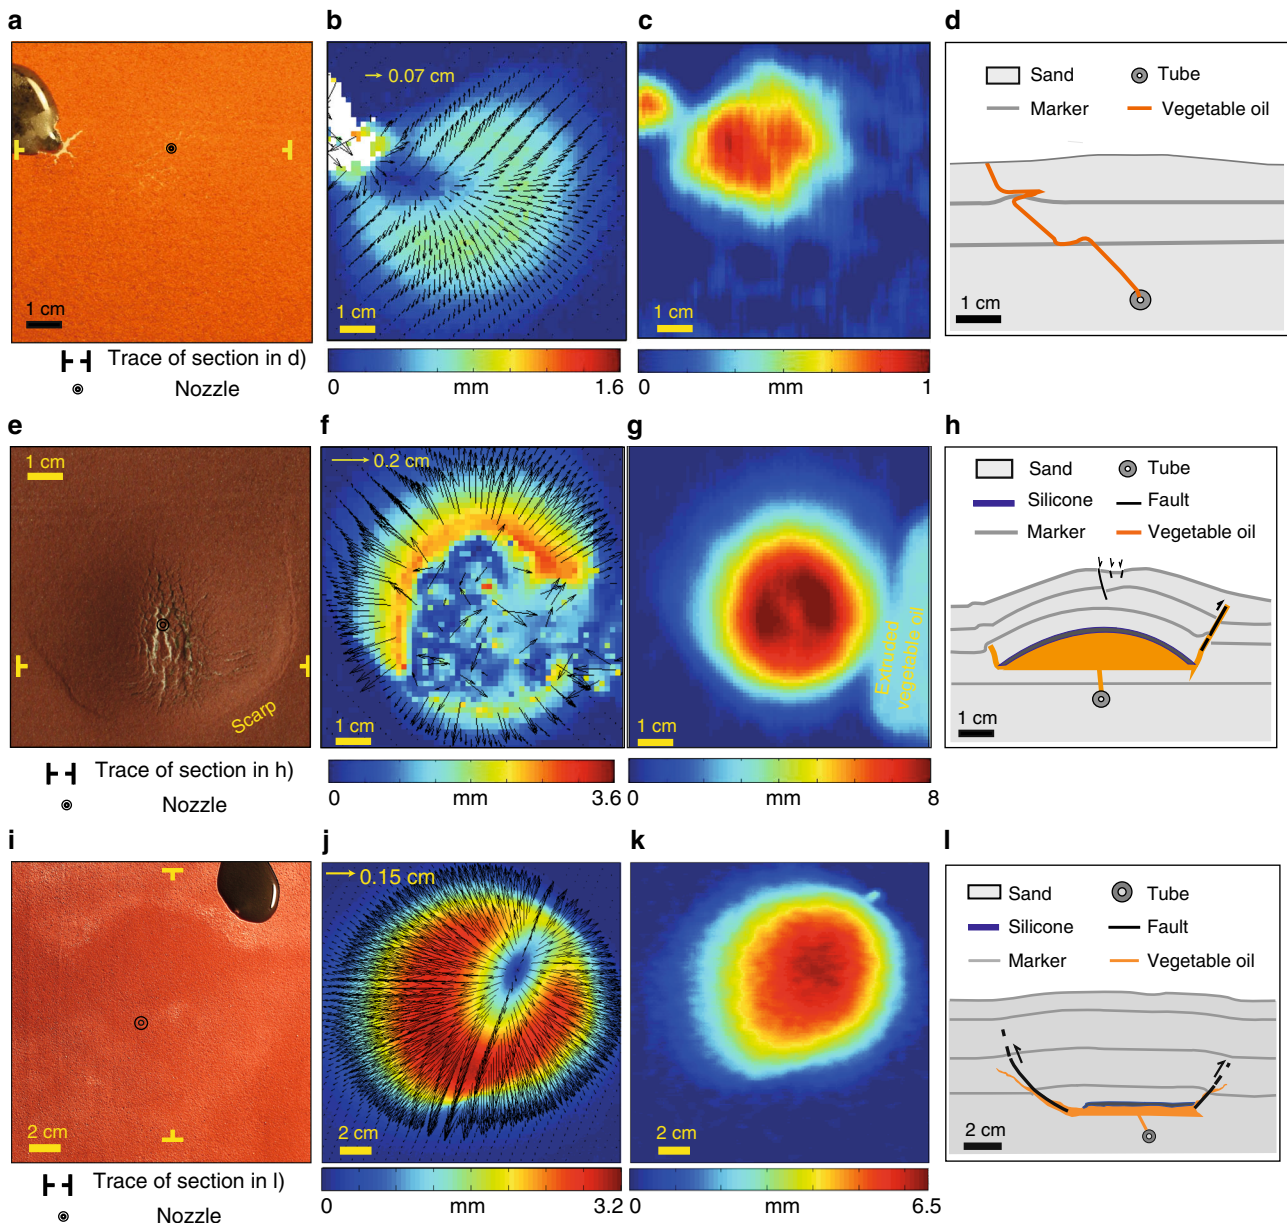 a
b
c
d
0.07 cm
Sand
Tube
Marker
Vegetable oil
1 cm
1 cm
1 cm
1 cm
Trace of section in d)
Nozzle
0
mm
1.6
0
mm
1
e
f
g
h
1 cm
0.2 cm
Sand
Tube
Silicone
Fault
Marker
Vegetable oil
Extruded
vegetable oil
Scarp
1 cm
1 cm
1 cm
Trace of section in h)
Nozzle
0
mm
3.6
0
mm
8
i
j
k
l
0.15 cm
Sand
Tube
Silicone
Fault
Marker
Vegetable oil
2 cm
2 cm
2 cm
2 cm
Trace of section in l)
Nozzle
0
mm
3.2
0
mm
6.5